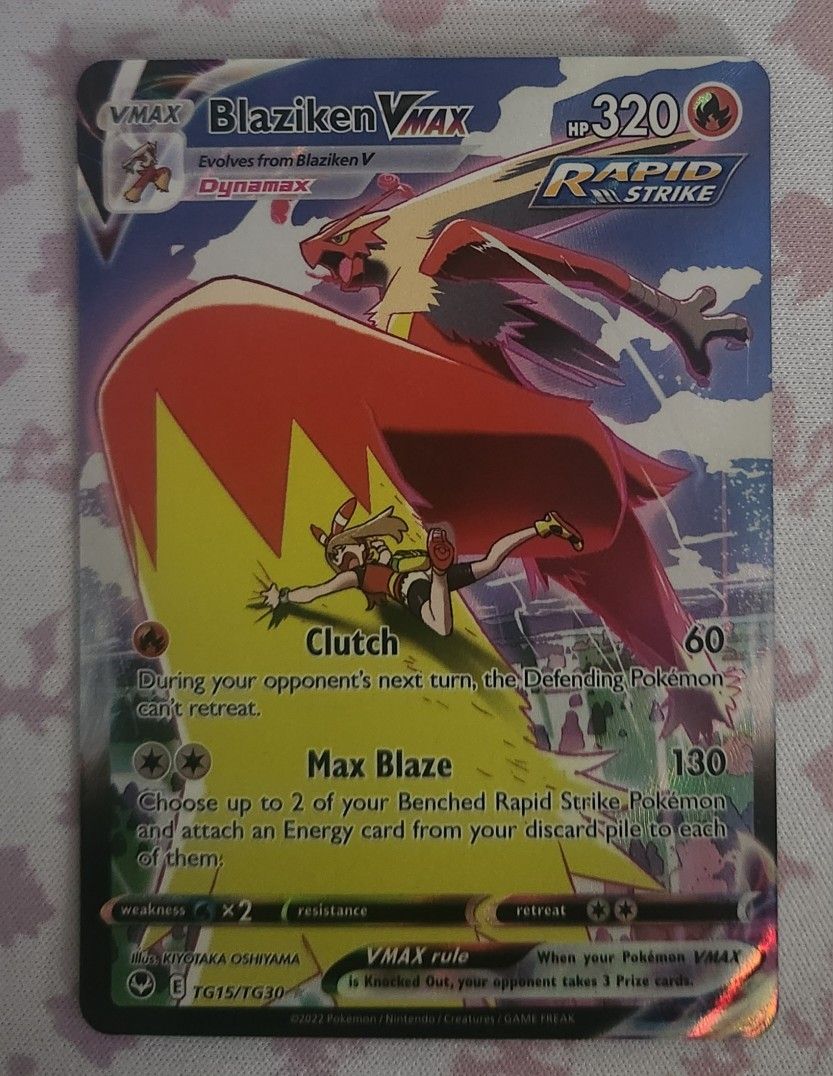 VMAX
Blaziken VMAX
HP 320
Evolves from Blaziken V
Dynamax
RAPID
STRIKE
Clutch 60
During your opponent's next turn, the Defending Pokémon
can't retreat.
Max Blaze 130
Choose up to 2 of your Benched Rapid Strike Pokémon
and attach an Energy card from your discard pile to each
of them.
weakness ×2 resistance retreat
Illus. KIYOTAKA OSHIYAMA
VMAX rule When your Pokémon VMAX
is Knocked Out, your opponent takes 3 Prize cards.
E TG15/TG30
©2022 Pokémon / Nintendo / Creatures / GAME FREAK